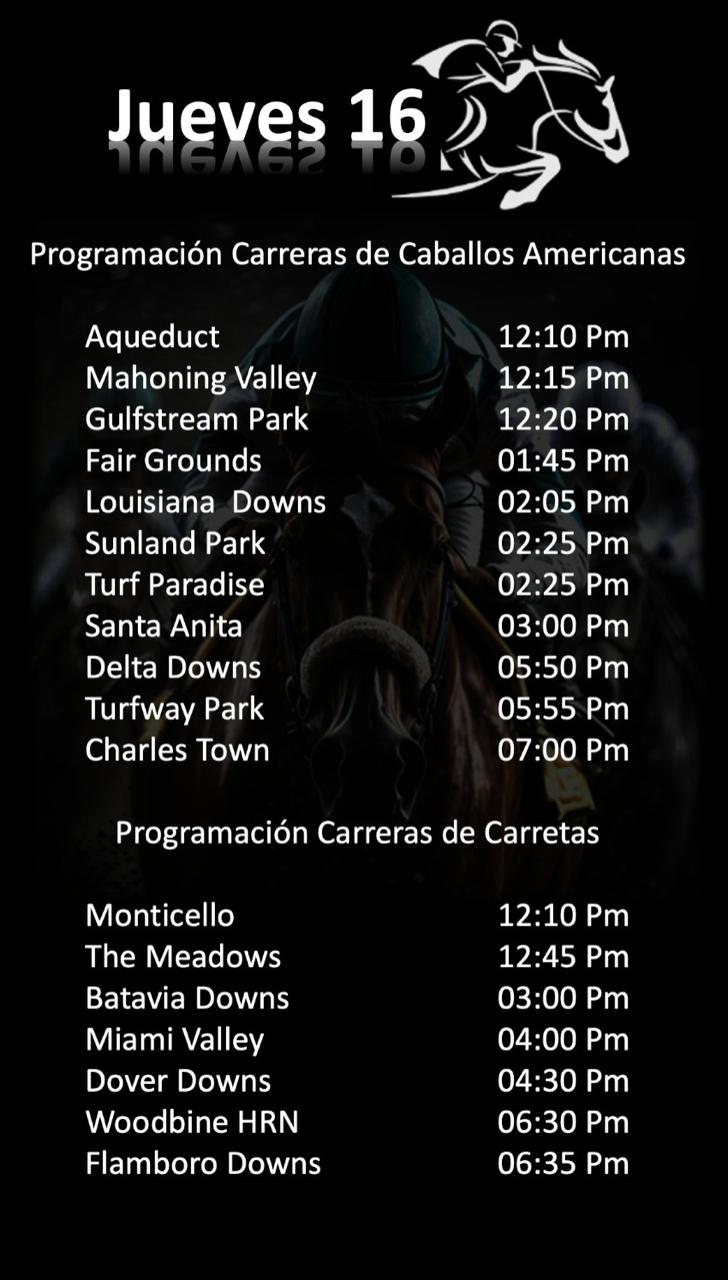 Jueves 16
Programación Carreras de Caballos Americanas
Aqueduct 12:10 Pm
Mahoning Valley 12:15 Pm
Gulfstream Park 12:20 Pm
Fair Grounds 01:45 Pm
Louisiana  Downs 02:05 Pm
Sunland Park 02:25 Pm
Turf Paradise 02:25 Pm
Santa Anita 03:00 Pm
Delta Downs 05:50 Pm
Turfway Park 05:55 Pm
Charles Town 07:00 Pm
Programación Carreras de Carretas
Monticello 12:10 Pm
The Meadows 12:45 Pm
Batavia Downs 03:00 Pm
Miami Valley 04:00 Pm
Dover Downs 04:30 Pm
Woodbine HRN 06:30 Pm
Flamboro Downs 06:35 Pm